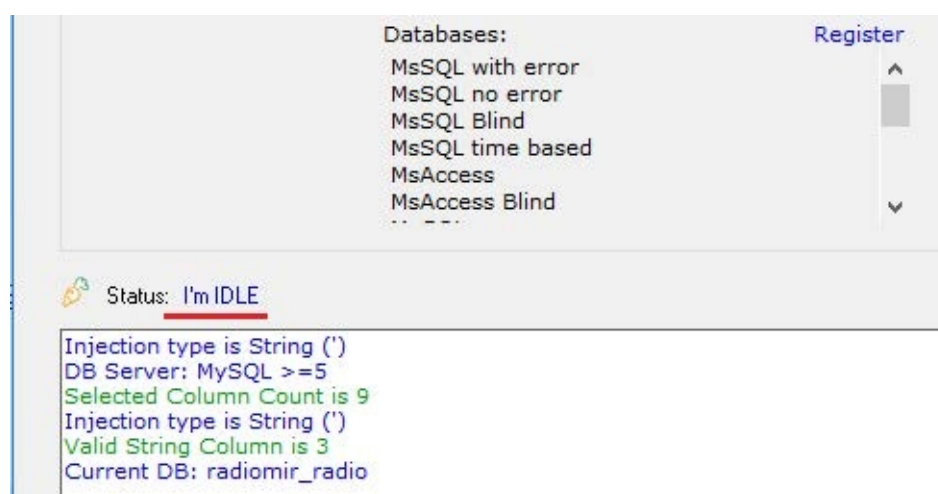 Databases:
Register
MsSQL with error
MsSQL no error
MsSQL Blind
MsSQL time based
MsAccess
MsAccess Blind
Status: I'm IDLE
Injection type is String (')
DB Server: MySQL >=5
Selected Column Count is 9
Injection type is String (')
Valid String Column is 3
Current DB: radiomir_radio